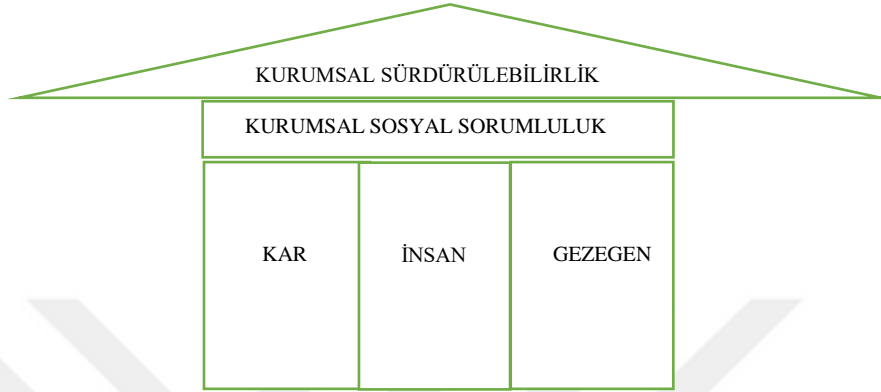 KURUMSAL SÜRDÜRÜLEBİLİRLİK
KURUMSAL SOSYAL SORUMLULUK
KAR İNSAN GEZEGEN